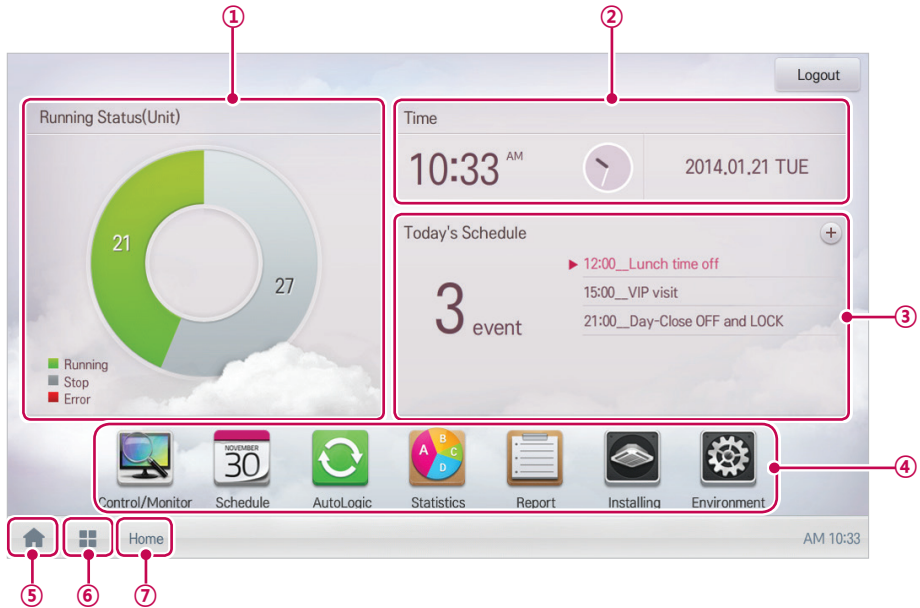 ① ②
Logout
Running Status(Unit)
Time
10:33 AM
2014.01.21 TUE
21
27
Running
Stop
Error
Today's Schedule
+
3 event
12:00__Lunch time off
15:00__VIP visit
21:00__Day-Close OFF and LOCK
③
NOVEMBER
30
A B C D
④
Control/Monitor Schedule AutoLogic Statistics Report Installing Environment
Home
AM 10:33
⑤ ⑥ ⑦